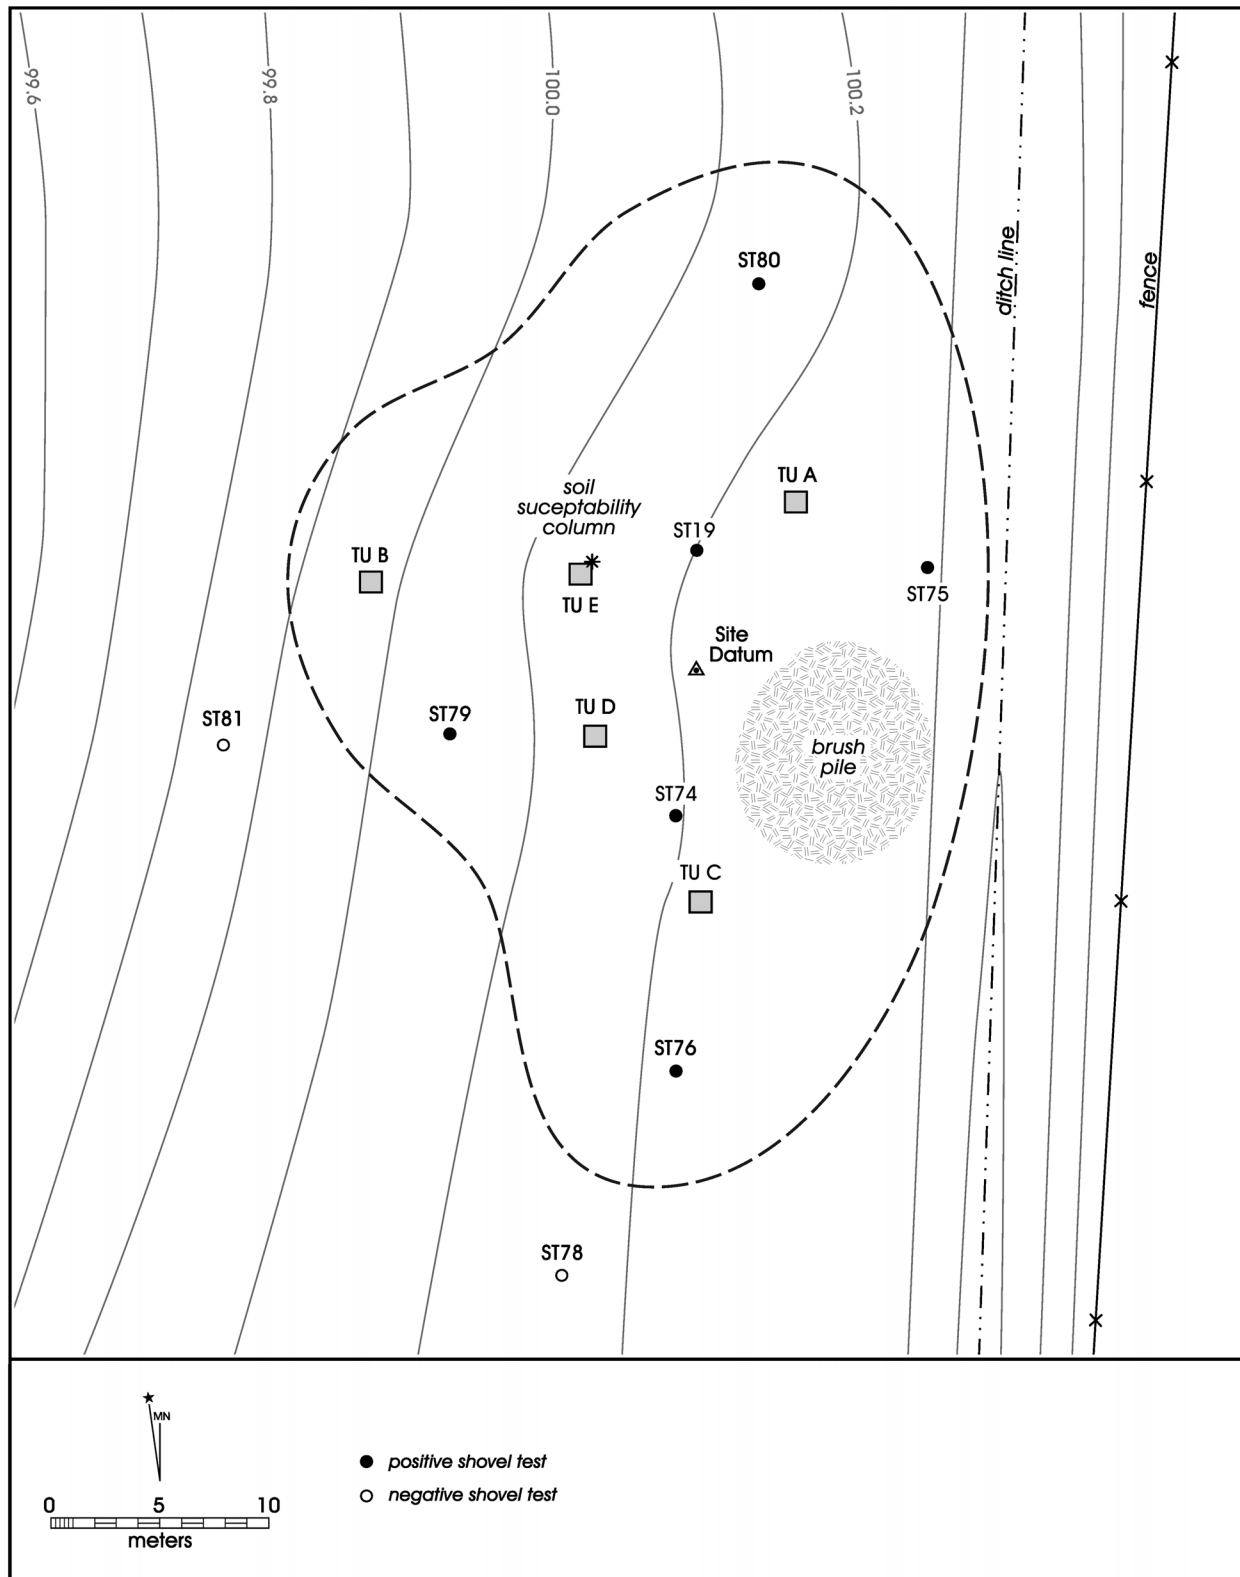 99.6
99.8
100.0
100.2
ditch line
fence
ST80
TU A
soil
suceptability
column
ST19
TU B
TU E
ST75
Site
Datum
ST81
ST79
TU D
brush
pile
ST74
TU C
ST76
ST78
MN
positive shovel test
negative shovel test
0 5 10
meters